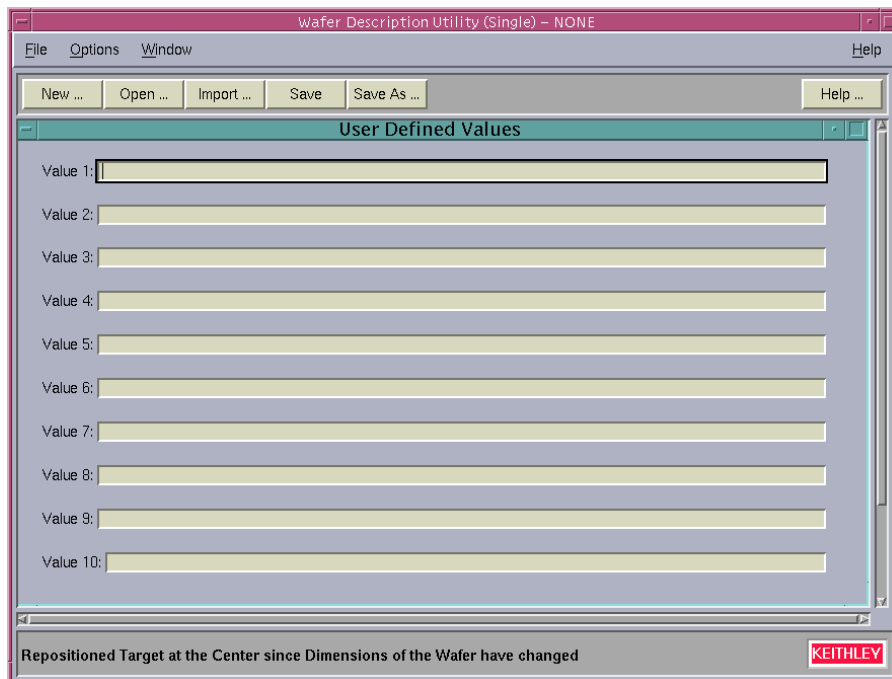 Wafer Description Utility (Single) – NONE
File Options Window Help
New ... Open ... Import ... Save Save As ... Help ...
User Defined Values
Value 1:
Value 2:
Value 3:
Value 4:
Value 5:
Value 6:
Value 7:
Value 8:
Value 9:
Value 10:
Repositioned Target at the Center since Dimensions of the Wafer have changed
KEITHLEY